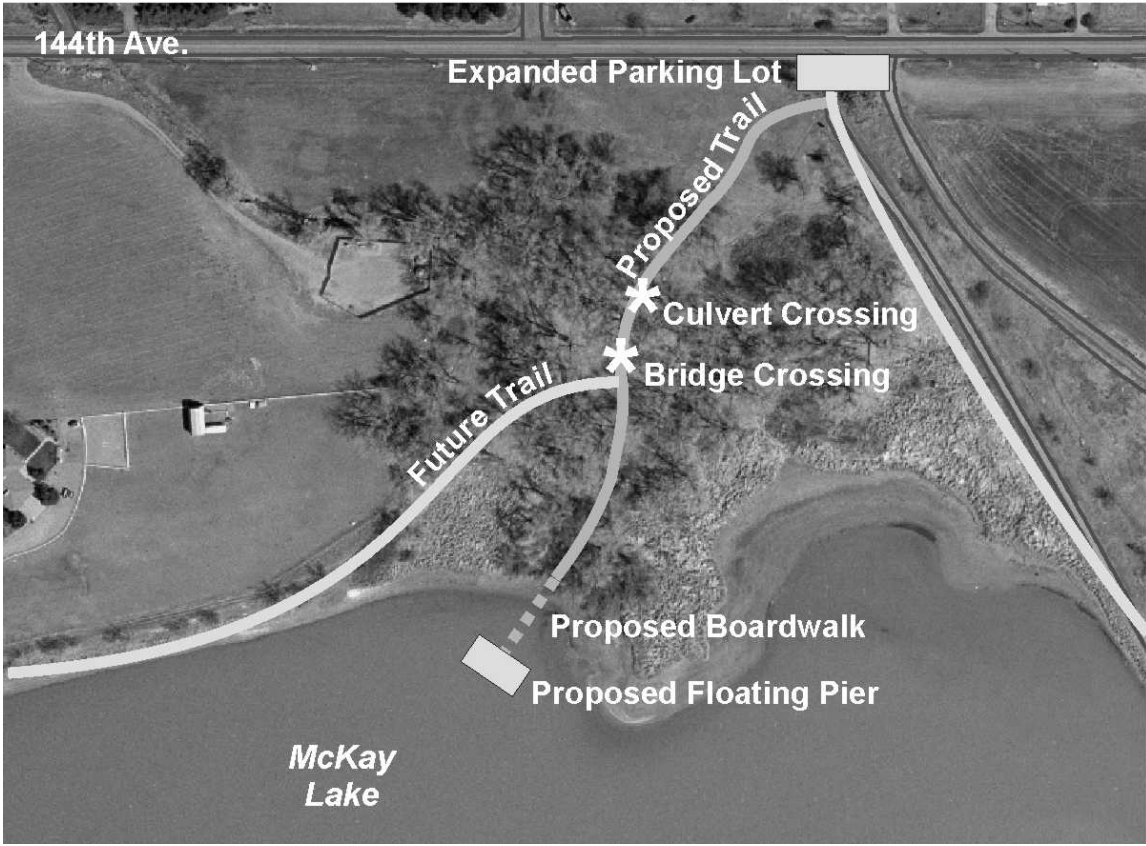 144th Ave.
Expanded Parking Lot
Proposed Trail
Culvert Crossing
Bridge Crossing
Future Trail
Proposed Boardwalk
Proposed Floating Pier
McKay
Lake